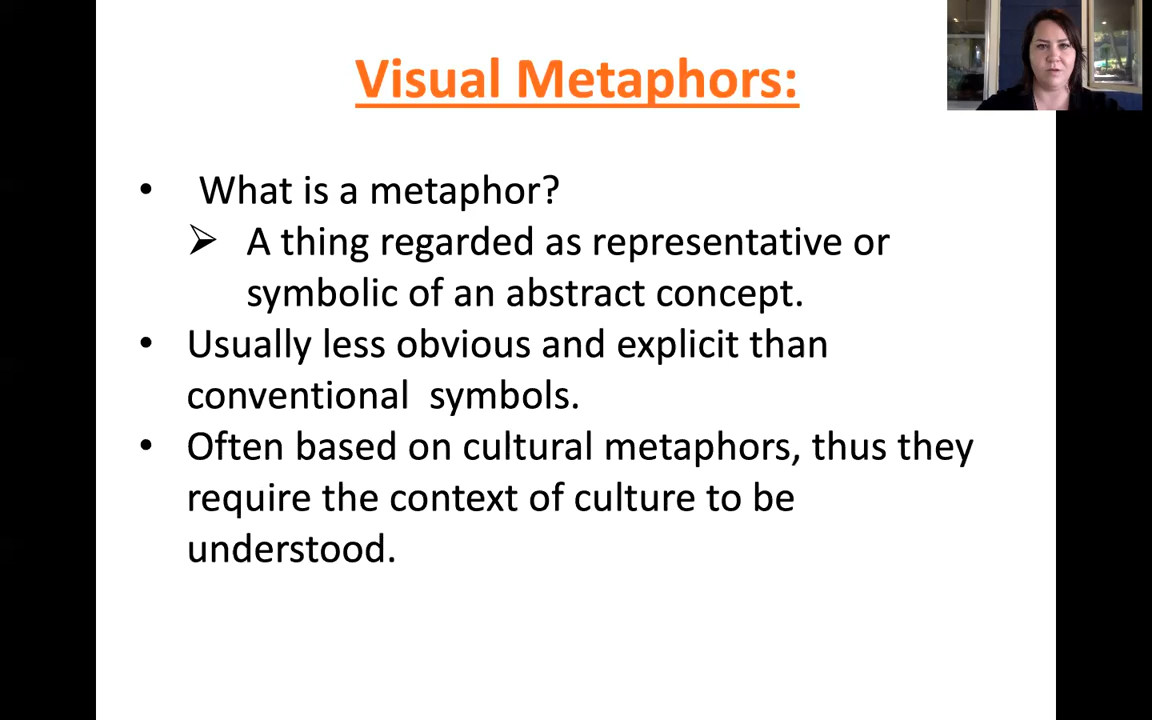 Visual Metaphors:
• What is a metaphor?
➢ A thing regarded as representative or
symbolic of an abstract concept.
• Usually less obvious and explicit than
conventional  symbols.
• Often based on cultural metaphors, thus they
require the context of culture to be
understood.